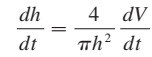 dh/dt = 4/πh² dV/dt